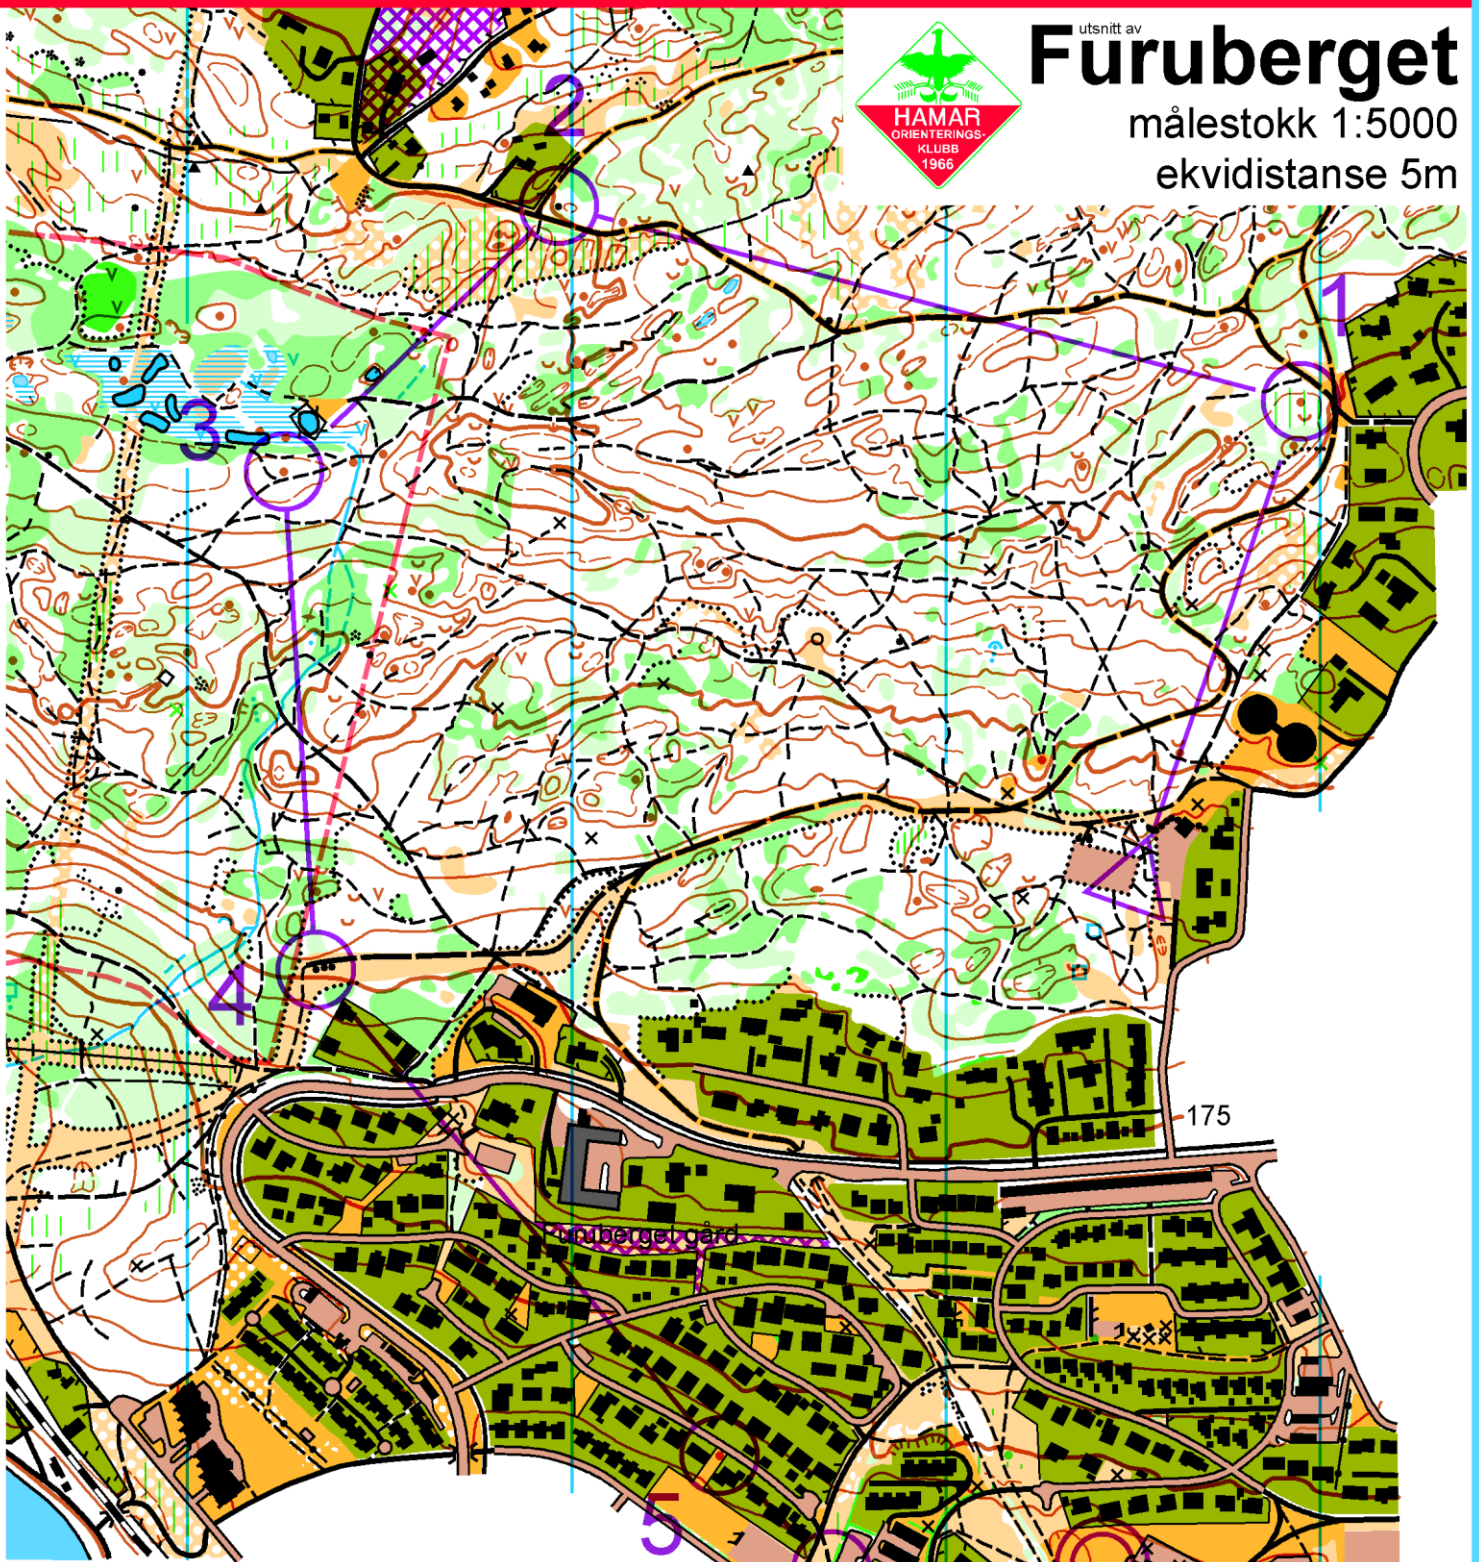 utsnitt av
Furuberget
målestokk 1:5000
ekvidistanse 5m
HAMAR
ORIENTERINGS-
KLUBB
1966
2
1
3
4
175
Furuberget gård
5